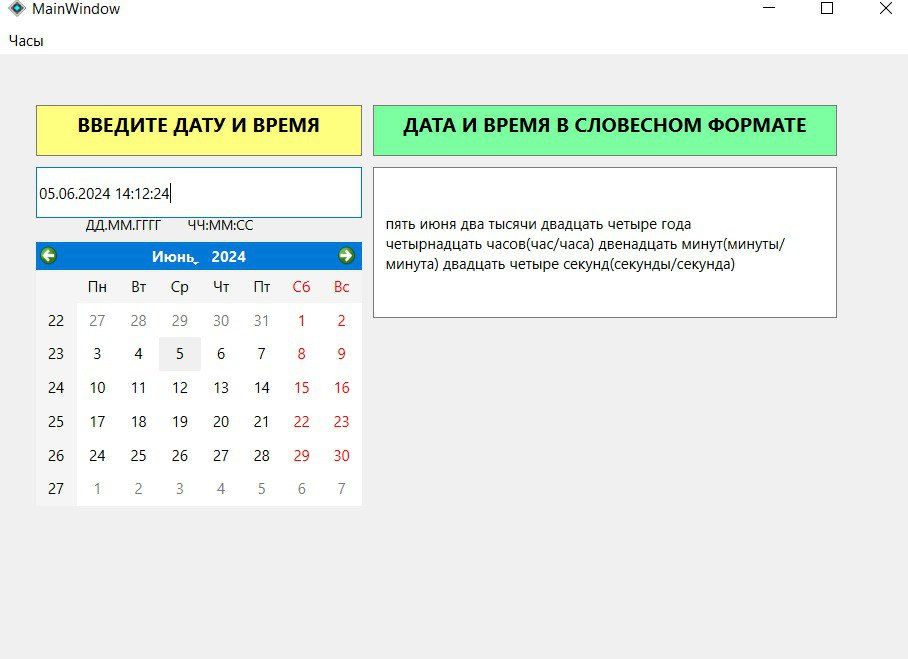 MainWindow
Часы
ВВЕДИТЕ ДАТУ И ВРЕМЯ
ДАТА И ВРЕМЯ В СЛОВЕСНОМ ФОРМАТЕ
05.06.2024 14:12:24
ДД.ММ.ГГГГ ЧЧ:ММ:СС
пять июня два тысячи двадцать четыре года
четырнадцать часов(час/часа) двенадцать минут(минуты/
минута) двадцать четыре секунд(секунды/секунда)
Июнь, 2024
Пн Вт Ср Чт Пт Сб Вс
22 27 28 29 30 31 1 2
23 3 4 5 6 7 8 9
24 10 11 12 13 14 15 16
25 17 18 19 20 21 22 23
26 24 25 26 27 28 29 30
27 1 2 3 4 5 6 7